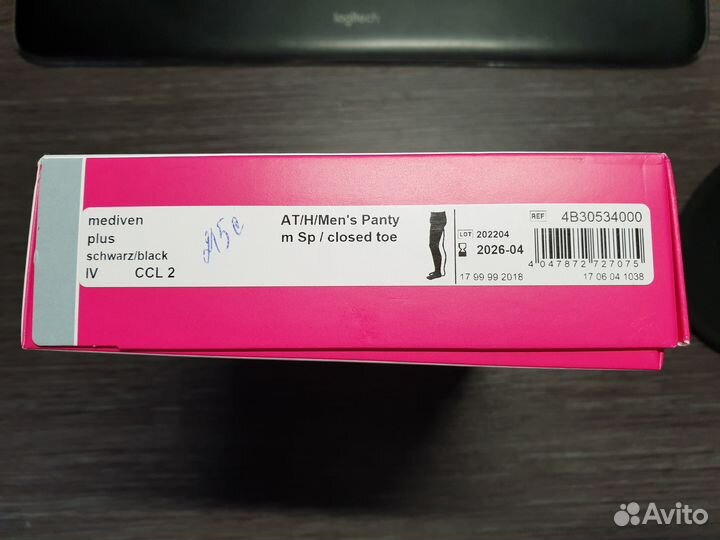 logitech
mediven
plus
schwarz/black
IV CCL 2
AT/H/Men's Panty
m Sp / closed toe
LOT 202204
2026-04
17 99 99 2018
REF 4B30534000
4 047872 727075
17 06 04 1038
Avito